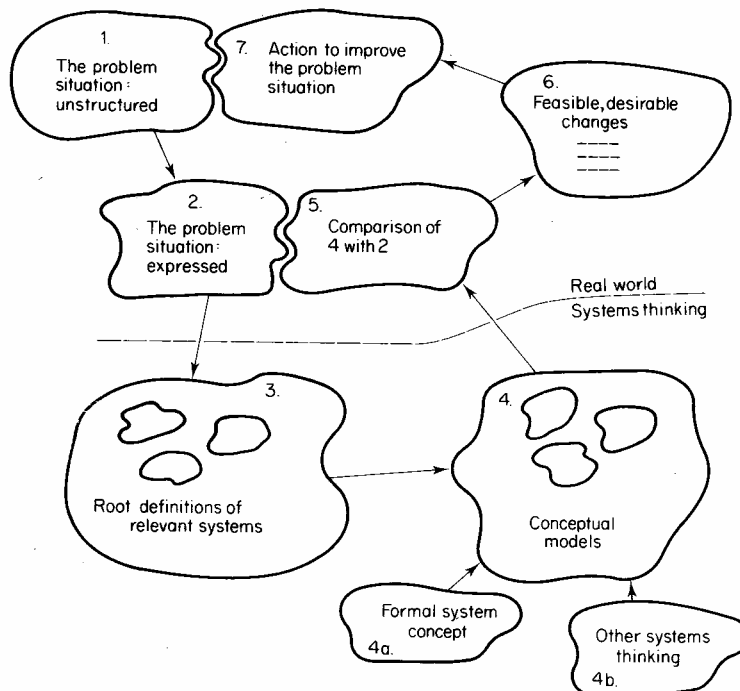 1.
The problem
situation:
unstructured
7. Action to improve
the problem
situation
6.
Feasible, desirable
changes
2.
The problem
situation:
expressed
5.
Comparison of
4 with 2
Real world
Systems thinking
3.
Root definitions of
relevant systems
4.
Conceptual
models
Formal system
concept
4a.
Other systems
thinking
4b.